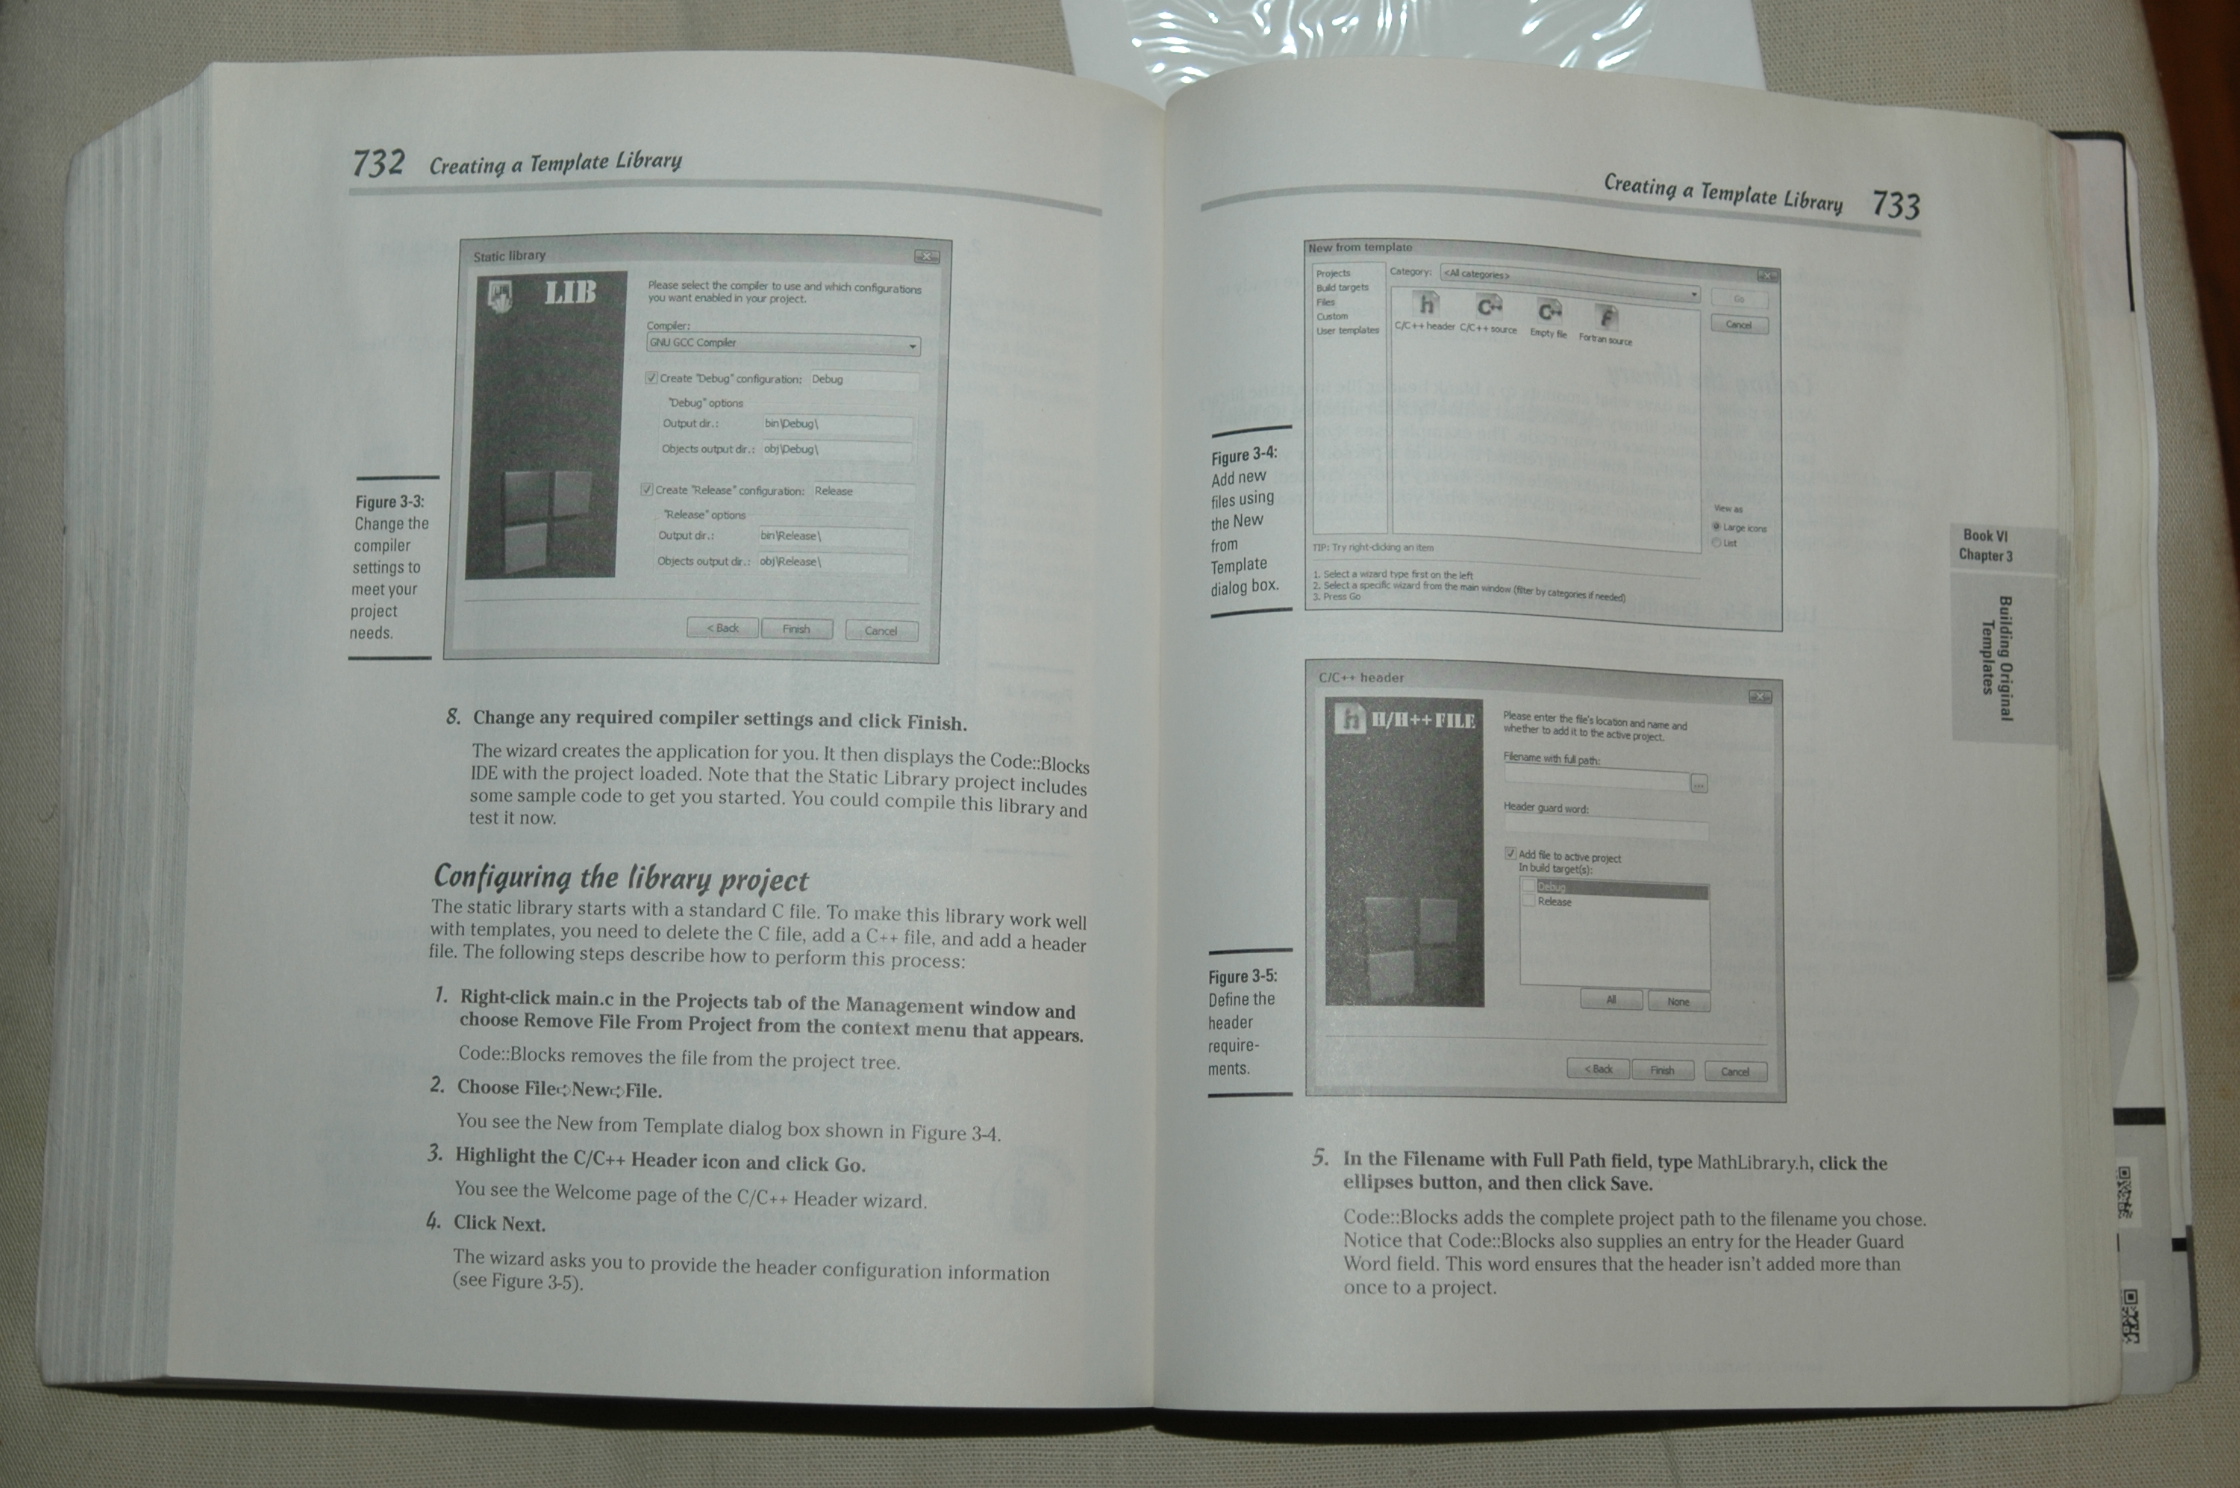 732 Creating a Template Library
Static library
LIB
Please select the compiler to use and which configurations
you want enabled in your project.
Compiler:
GNU GCC Compiler
Create "Debug" configuration: Debug
"Debug" options
Output dir.: bin\Debug\
Objects output dir.: obj\Debug\
Create "Release" configuration: Release
"Release" options
Output dir.: bin\Release\
Objects output dir.: obj\Release\
< Back Finish Cancel
Figure 3-3:
Change the
compiler
settings to
meet your
project
needs.
8. Change any required compiler settings and click Finish.
The wizard creates the application for you. It then displays the Code::Blocks
IDE with the project loaded. Note that the Static Library project includes
some sample code to get you started. You could compile this library and
test it now.
Configuring the library project
The static library starts with a standard C file. To make this library work well
with templates, you need to delete the C file, add a C++ file, and add a header
file. The following steps describe how to perform this process:
1. Right-click main.c in the Projects tab of the Management window and
choose Remove File From Project from the context menu that appears.
Code::Blocks removes the file from the project tree.
2. Choose File➪New➪File.
You see the New from Template dialog box shown in Figure 3-4.
3. Highlight the C/C++ Header icon and click Go.
You see the Welcome page of the C/C++ Header wizard.
4. Click Next.
The wizard asks you to provide the header configuration information
(see Figure 3-5).
Creating a Template Library 733
New from template
Projects
Build targets
Files
Custom
User templates
Category: <All categories>
h C++ C++ F
C/C++ header C/C++ source Empty file Fortran source
Go
Cancel
View as
Large icons
List
TIP: Try right-clicking an item
1. Select a wizard type first on the left
2. Select a specific wizard from the main window (filter by categories if needed)
3. Press Go
Figure 3-4:
Add new
files using
the New
from
Template
dialog box.
Book VI
Chapter 3
Building Original
Templates
C/C++ header
h H/H++ FILE
Please enter the file's location and name and
whether to add it to the active project.
Filename with full path:
...
Header guard word:
Add file to active project
In build target(s):
Debug
Release
All None
< Back Finish Cancel
Figure 3-5:
Define the
header
require-
ments.
5. In the Filename with Full Path field, type MathLibrary.h, click the
ellipses button, and then click Save.
Code::Blocks adds the complete project path to the filename you chose.
Notice that Code::Blocks also supplies an entry for the Header Guard
Word field. This word ensures that the header isn't added more than
once to a project.